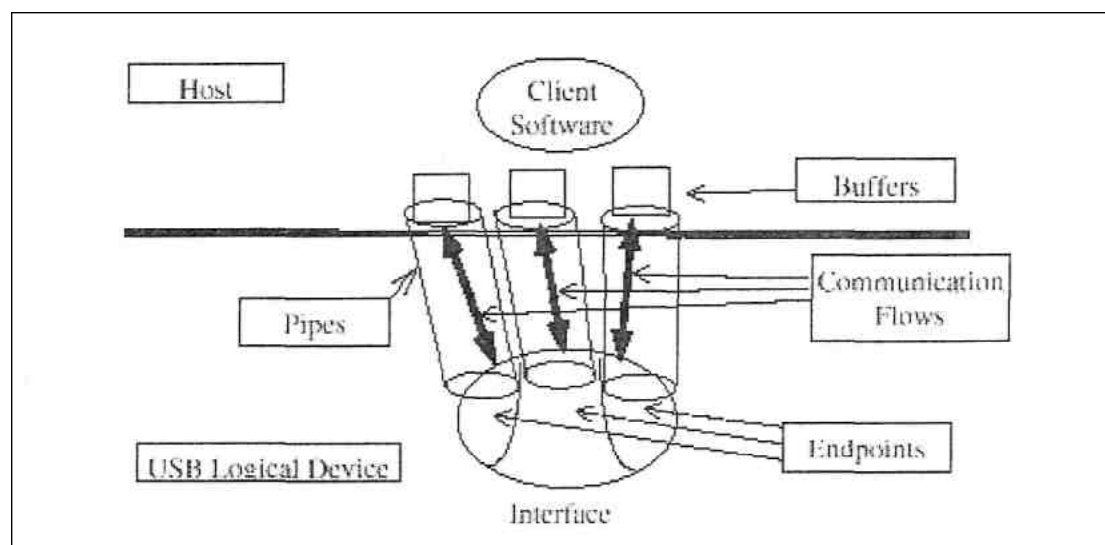 Host
Client
Software
Buffers
Communication
Flows
Pipes
Endpoints
USB Logical Device
Interface